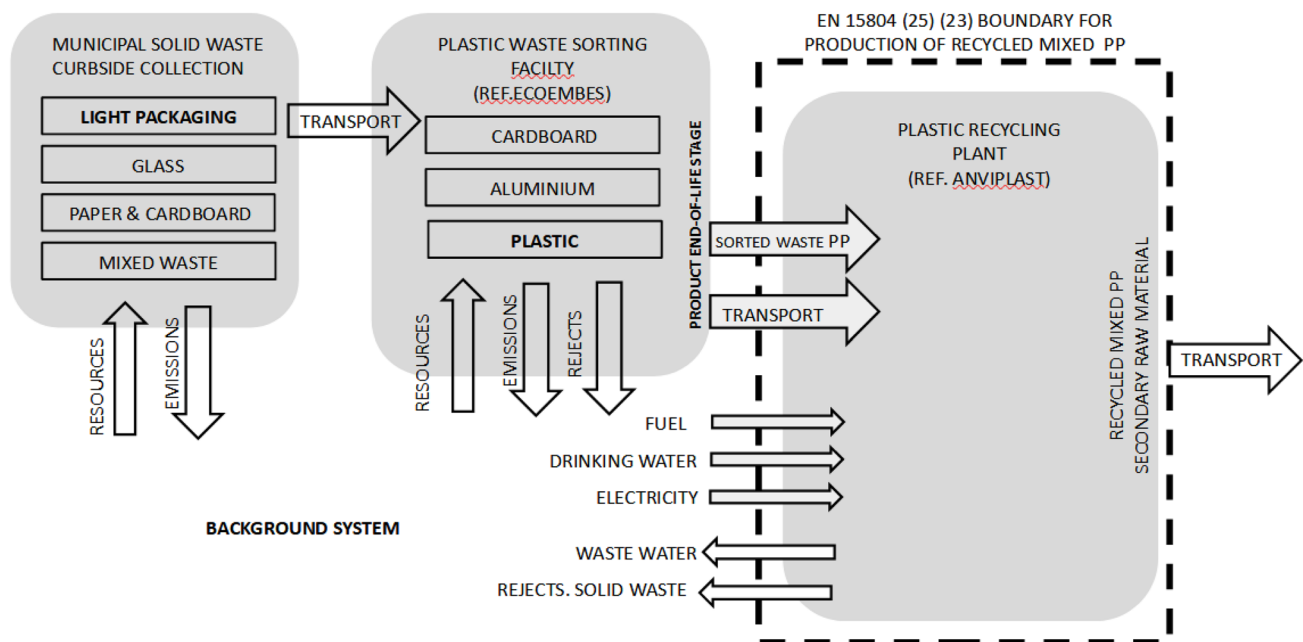 MUNICIPAL SOLID WASTE
CURBSIDE COLLECTION
LIGHT PACKAGING
GLASS
PAPER & CARDBOARD
MIXED WASTE
RESOURCES
EMISSIONS
TRANSPORT
PLASTIC WASTE SORTING
FACILTY
(REF.ECOEMBES)
CARDBOARD
ALUMINIUM
PLASTIC
RESOURCES
EMISSIONS
REJECTS
PRODUCT END-OF-LIFE STAGE
EN 15804 (25) (23) BOUNDARY FOR
PRODUCTION OF RECYCLED MIXED PP
PLASTIC RECYCLING
PLANT
(REF. ANVIPLAST)
SORTED WASTE PP
TRANSPORT
FUEL
DRINKING WATER
ELECTRICITY
WASTE WATER
REJECTS. SOLID WASTE
RECYCLED MIXED PP
SECONDARY RAW MATERIAL
TRANSPORT
BACKGROUND SYSTEM